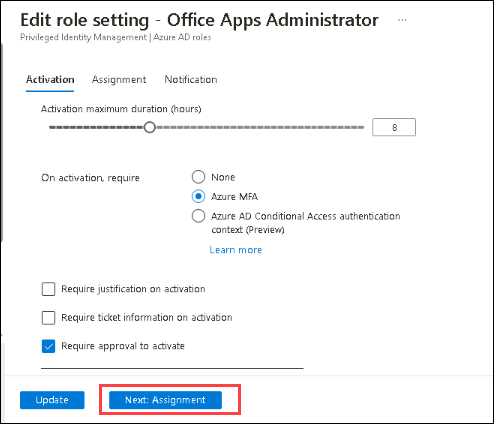 Edit role setting - Office Apps Administrator ...
Privileged Identity Management | Azure AD roles
Activation Assignment Notification
Activation maximum duration (hours)
8
On activation, require
None
Azure MFA
Azure AD Conditional Access authentication
context (Preview)
Learn more
Require justification on activation
Require ticket information on activation
Require approval to activate
Update Next: Assignment